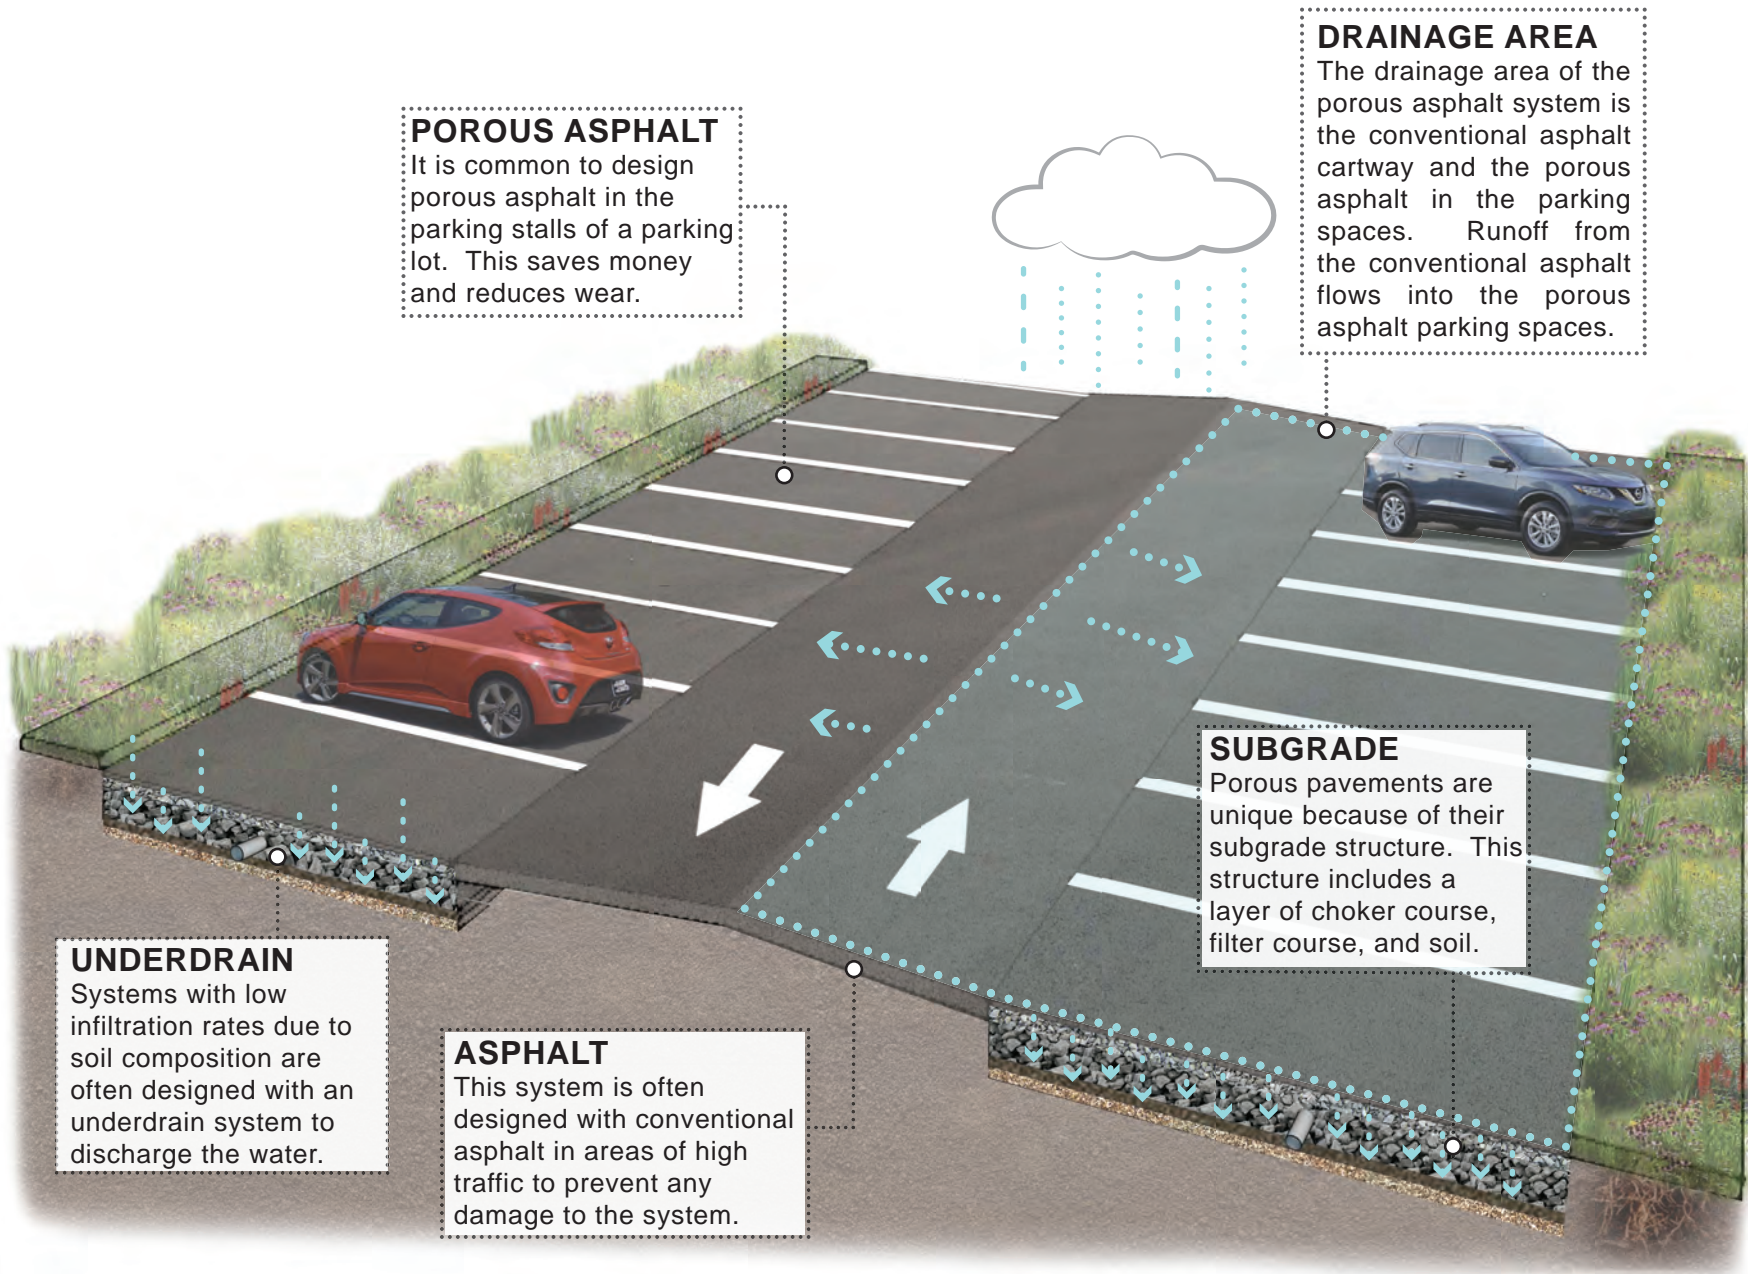 DRAINAGE AREA
The drainage area of the
porous asphalt system is
the conventional asphalt
cartway and the porous
asphalt in the parking
spaces. Runoff from
the conventional asphalt
flows into the porous
asphalt parking spaces.
POROUS ASPHALT
It is common to design
porous asphalt in the
parking stalls of a parking
lot. This saves money
and reduces wear.
SUBGRADE
Porous pavements are
unique because of their
subgrade structure. This
structure includes a
layer of choker course,
filter course, and soil.
UNDERDRAIN
Systems with low
infiltration rates due to
soil composition are
often designed with an
underdrain system to
discharge the water.
ASPHALT
This system is often
designed with conventional
asphalt in areas of high
traffic to prevent any
damage to the system.